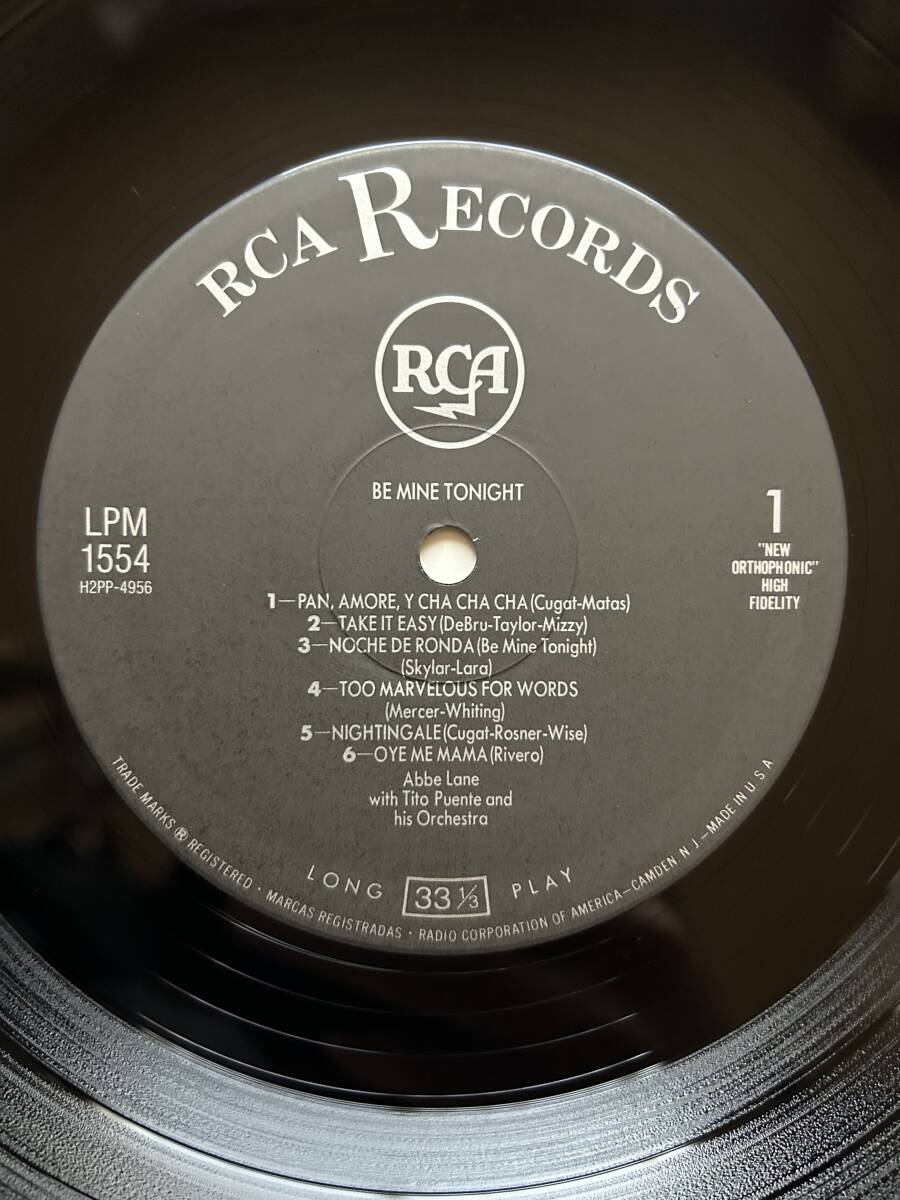 RCA RECORDS
RCA
BE MINE TONIGHT
LPM
1554
H2PP-4956
1
"NEW
ORTHOPHONIC"
HIGH
FIDELITY
1—PAN, AMORE, Y CHA CHA CHA (Cugat-Matas)
2—TAKE IT EASY (DeBru-Taylor-Mizzy)
3—NOCHE DE RONDA (Be Mine Tonight)
(Skylar-Lara)
4—TOO MARVELOUS FOR WORDS
(Mercer-Whiting)
5—NIGHTINGALE (Cugat-Rosner-Wise)
6—OYE ME MAMA (Rivero)
Abbe Lane
with Tito Puente and
his Orchestra
LONG 33 1/3 PLAY
TRADE MARKS ® REGISTERED · MARCAS REGISTRADAS · RADIO CORPORATION OF AMERICA—CAMDEN N J—MADE IN U.S.A